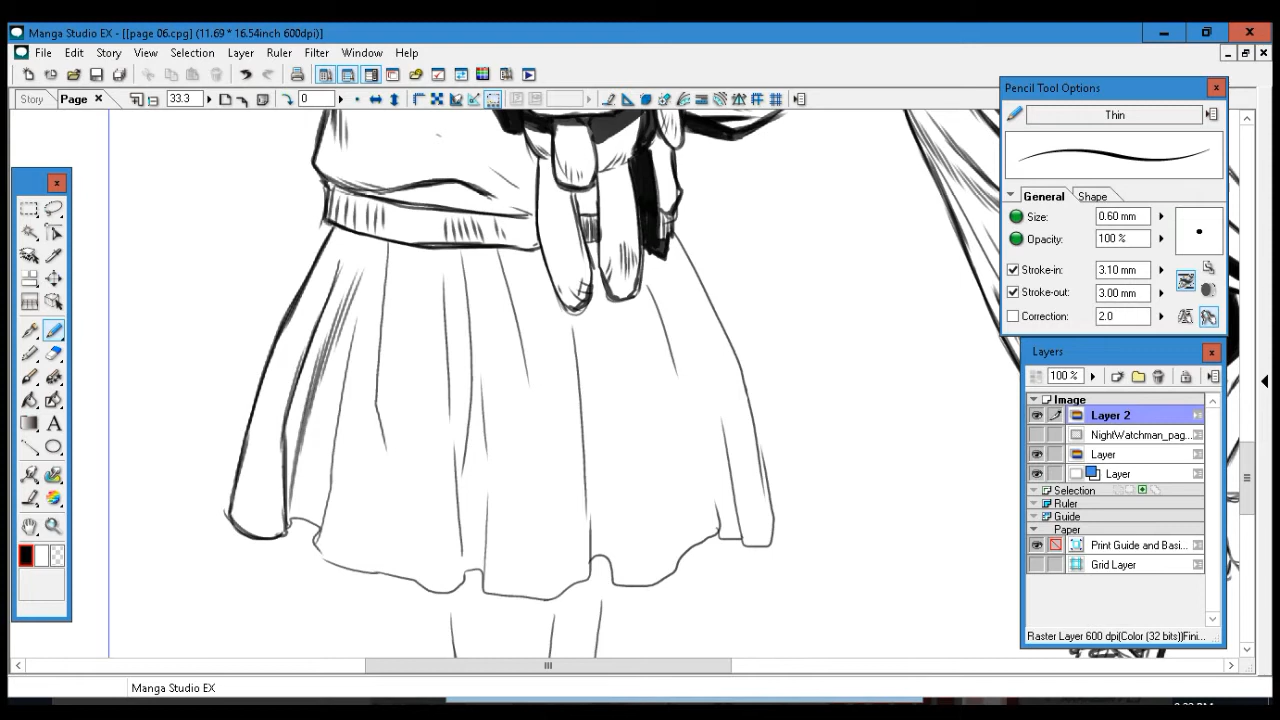 Manga Studio EX - [[page 06.cpg] (11.69 * 16.54inch 600dpi)]
File Edit Story View Selection Layer Ruler Filter Window Help
Story Page 33.3 0
Pencil Tool Options
Thin
General Shape
Size: 0.60 mm
Opacity: 100 %
Stroke-in: 3.10 mm
Stroke-out: 3.00 mm
Correction: 2.0
Layers
100 %
Image
Layer 2
NightWatchman_pag...
Layer
Layer
Selection
Ruler
Guide
Paper
Print Guide and Basi...
Grid Layer
Raster Layer 600 dpi(Color (32 bits))Fini...
Manga Studio EX